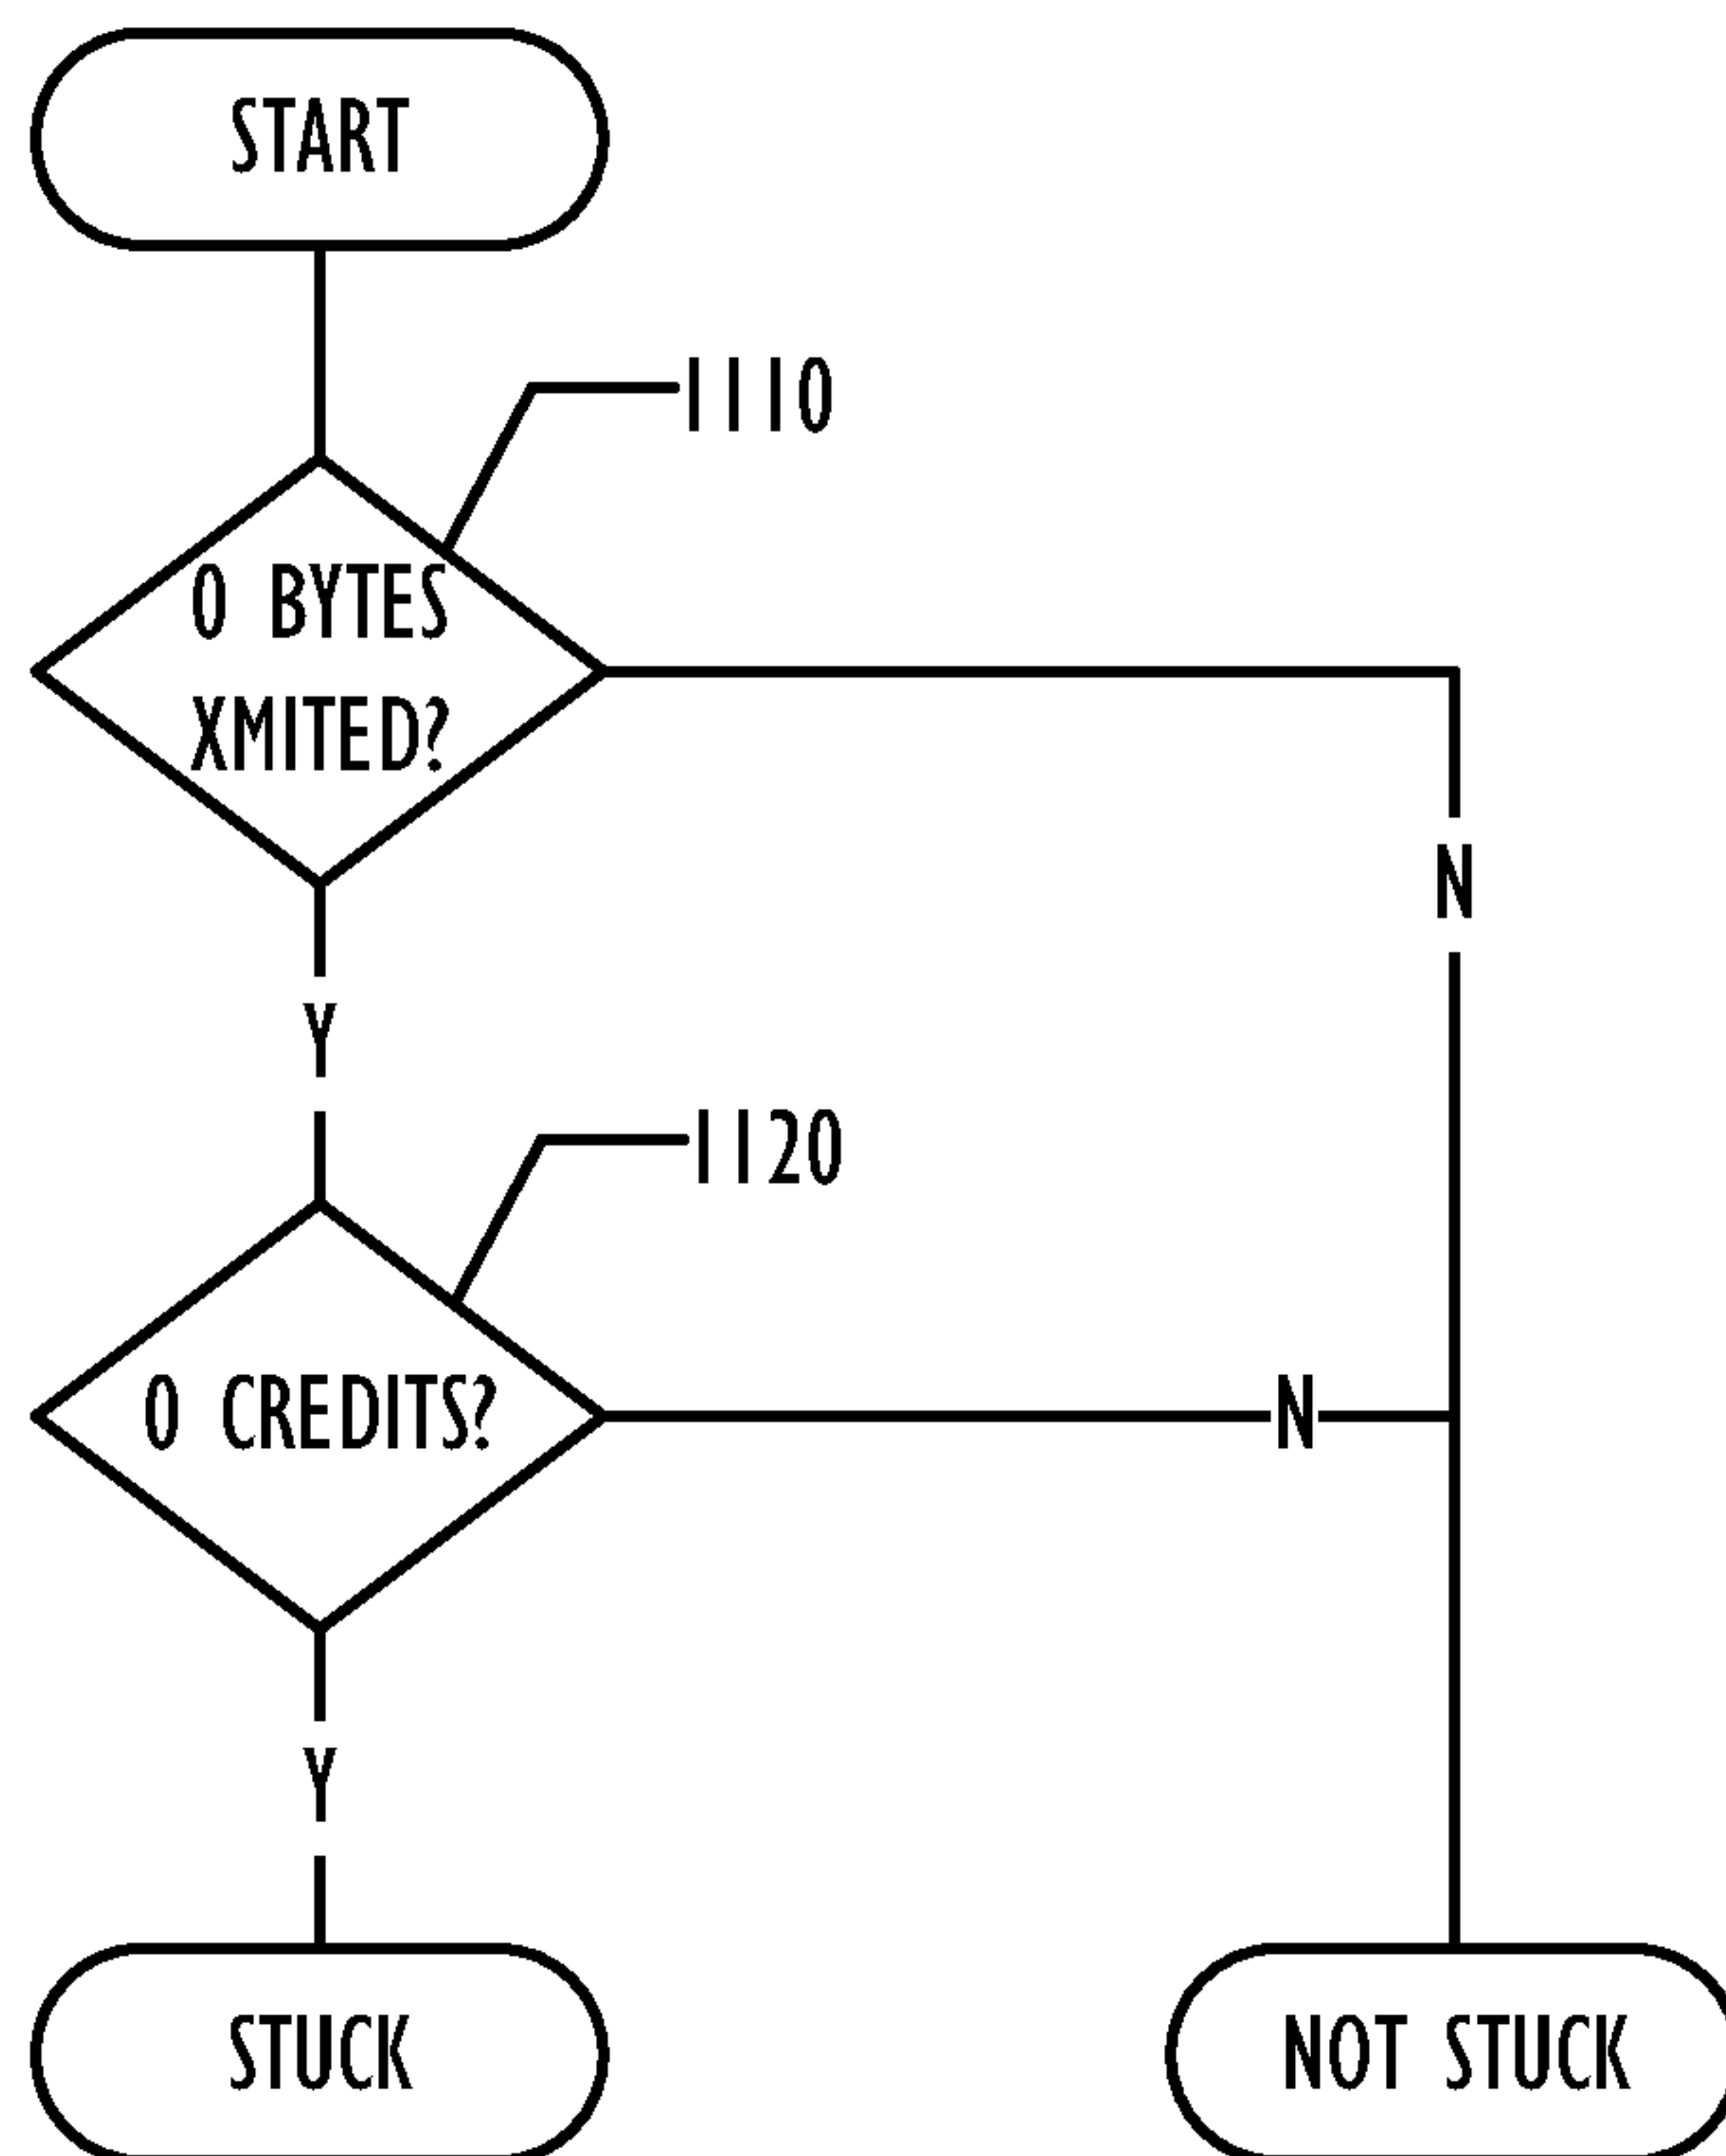 START
1110
0 BYTES
XMITED?
N
Y
1120
0 CREDITS?
N
Y
STUCK
NOT STUCK